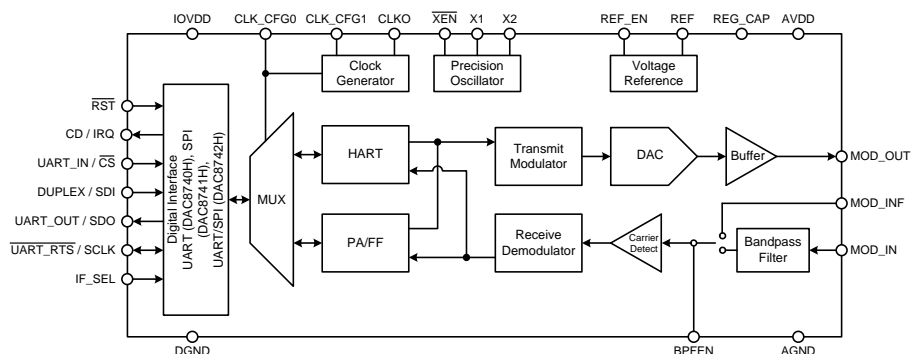 IOVDD
CLK_CFG0
CLK_CFG1
CLKO
XEN
X1
X2
REF_EN
REF
REG_CAP
AVDD
Clock
Generator
Precision
Oscillator
Voltage
Reference
RST
CD / IRQ
UART_IN / CS
DUPLEX / SDI
UART_OUT / SDO
UART_RTS / SCLK
IF_SEL
Digital Interface
UART (DAC8740H), SPI
(DAC8741H),
UART/SPI (DAC8742H)
MUX
HART
PA/FF
Transmit
Modulator
DAC
Buffer
Receive
Demodulator
Carrier
Detect
Bandpass
Filter
MOD_OUT
MOD_INF
MOD_IN
DGND
BPFEN
AGND